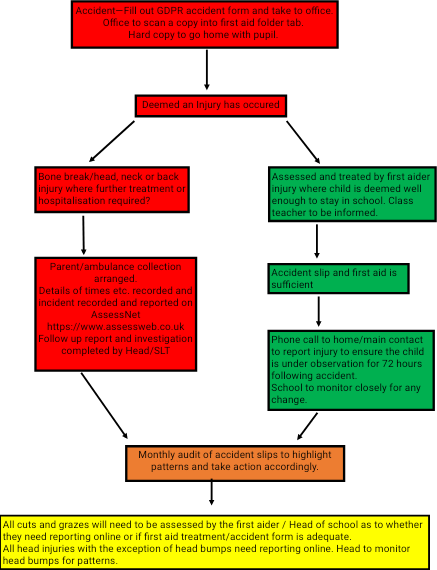 Accident—Fill out GDPR accident form and take to office.
Office to scan a copy into first aid folder tab.
Hard copy to go home with pupil.
Deemed an injury has occured
Bone break/head, neck or back
injury where further treatment or
hospitalisation required?
Assessed and treated by first aider
injury where child is deemed well
enough to stay in school. Class
teacher to be informed.
Parent/ambulance collection
arranged
Details of times etc. recorded and
incident recorded and reported on
AssessNet
https://www.assessweb.co.uk
Follow up report and investigation
completed by Head/SLT
Accident slip and first aid is
sufficient
Phone call to home/main contact
to report injury to ensure the child
is under observation for 72 hours
following accident.
School to monitor closely for any
change.
Monthly audit of accident slips to highlight
patterns and take action accordingly.
All cuts and grazes will need to be assessed by the first aider / Head of school as to whether
they need reporting online or if first aid treatment/accident form is adequate.
All head injuries with the exception of head bumps need reporting online. Head to monitor
head bumps for patterns.